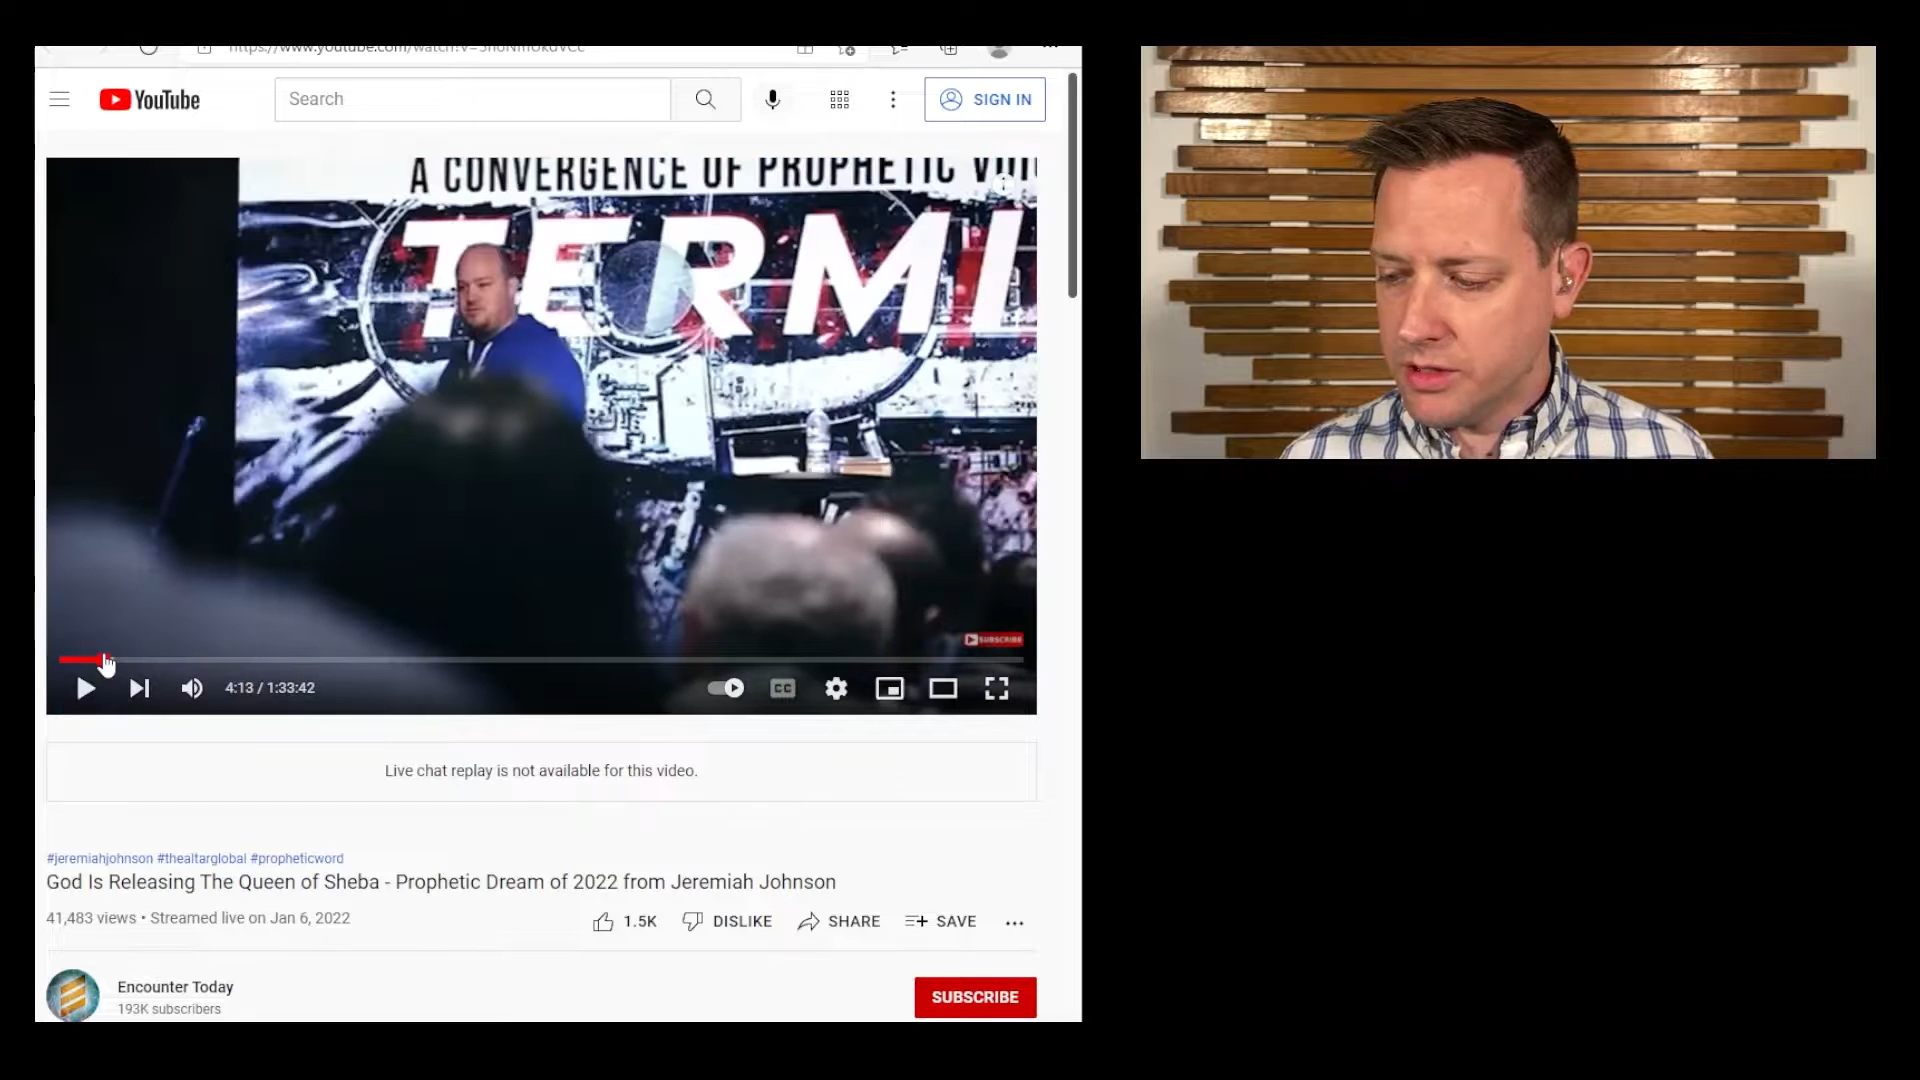 YouTube
Search
SIGN IN
A CONVERGENCE OF PROPHETIC
TERMI
SUBSCRIBE
4:13 / 1:33:42
CC
Live chat replay is not available for this video.
#jeremiahjohnson #thealtarglobal #propheticword
God Is Releasing The Queen of Sheba - Prophetic Dream of 2022 from Jeremiah Johnson
41,483 views • Streamed live on Jan 6, 2022
1.5K DISLIKE SHARE SAVE
Encounter Today
193K subscribers
SUBSCRIBE